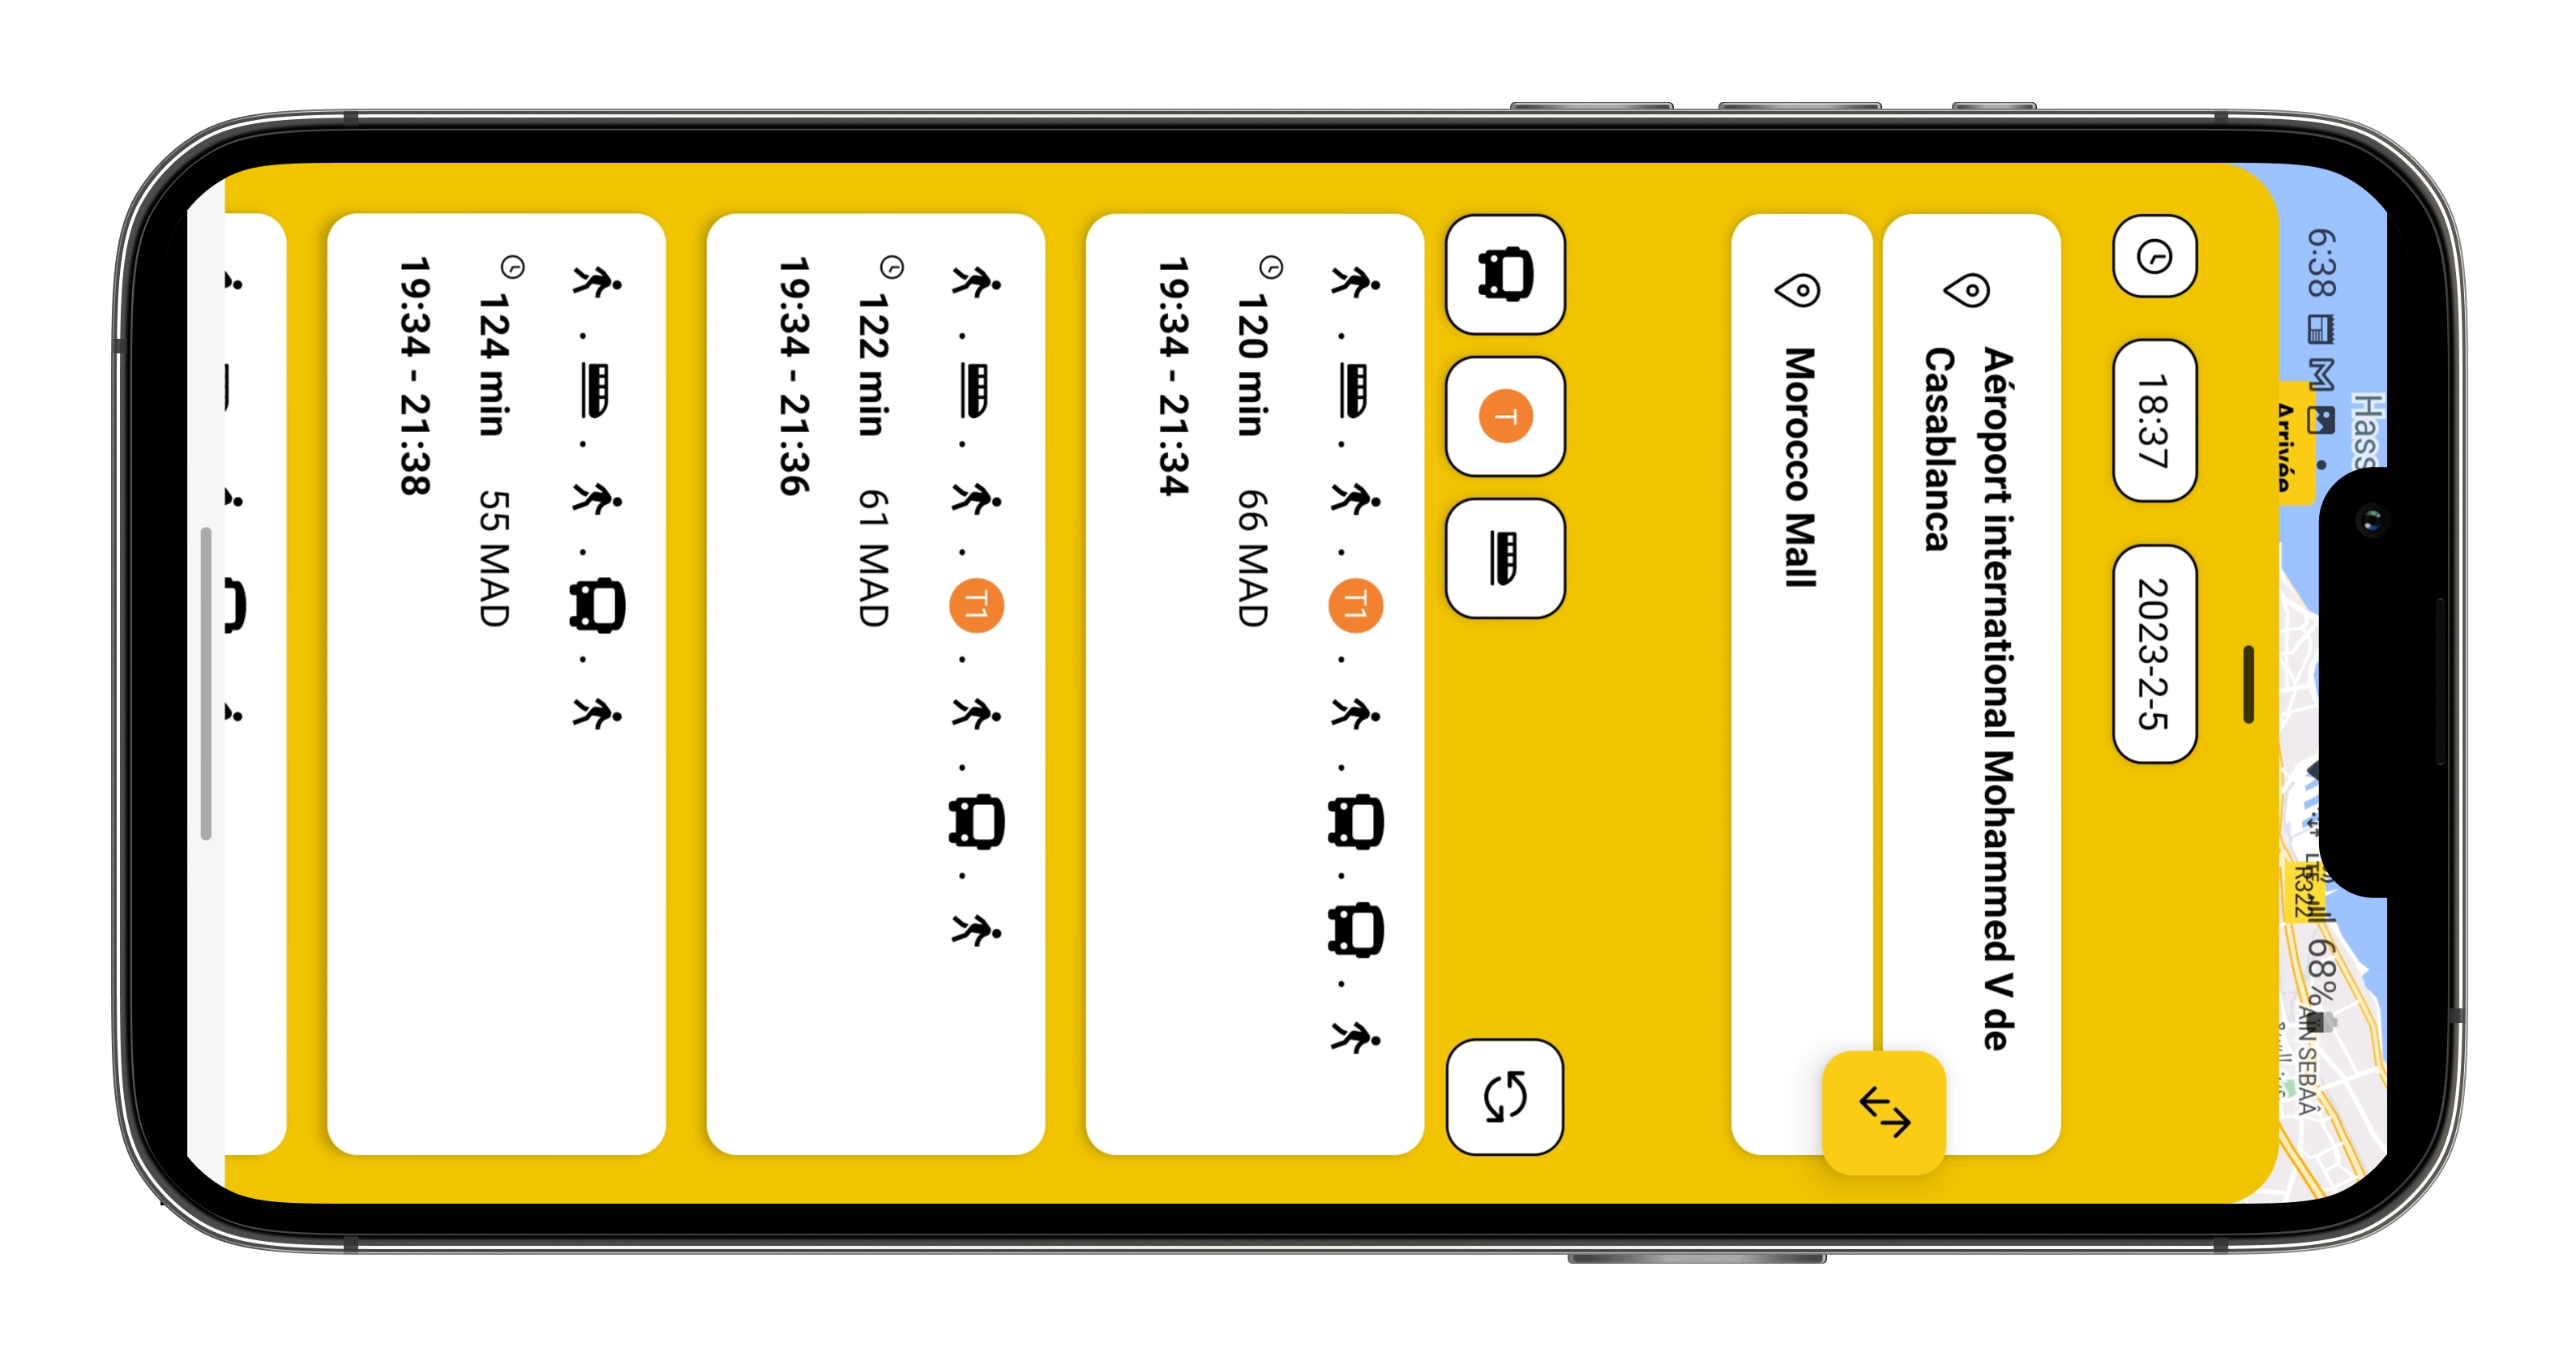 Hass
6:38
68%
Arrivée
R322
AIN SEBAÂ
18:37
2023-2-5
Aéroport international Mohammed V de
Casablanca
Morocco Mall
T
T1
120 min 66 MAD
19:34 - 21:34
T1
122 min 61 MAD
19:34 - 21:36
124 min 55 MAD
19:34 - 21:38